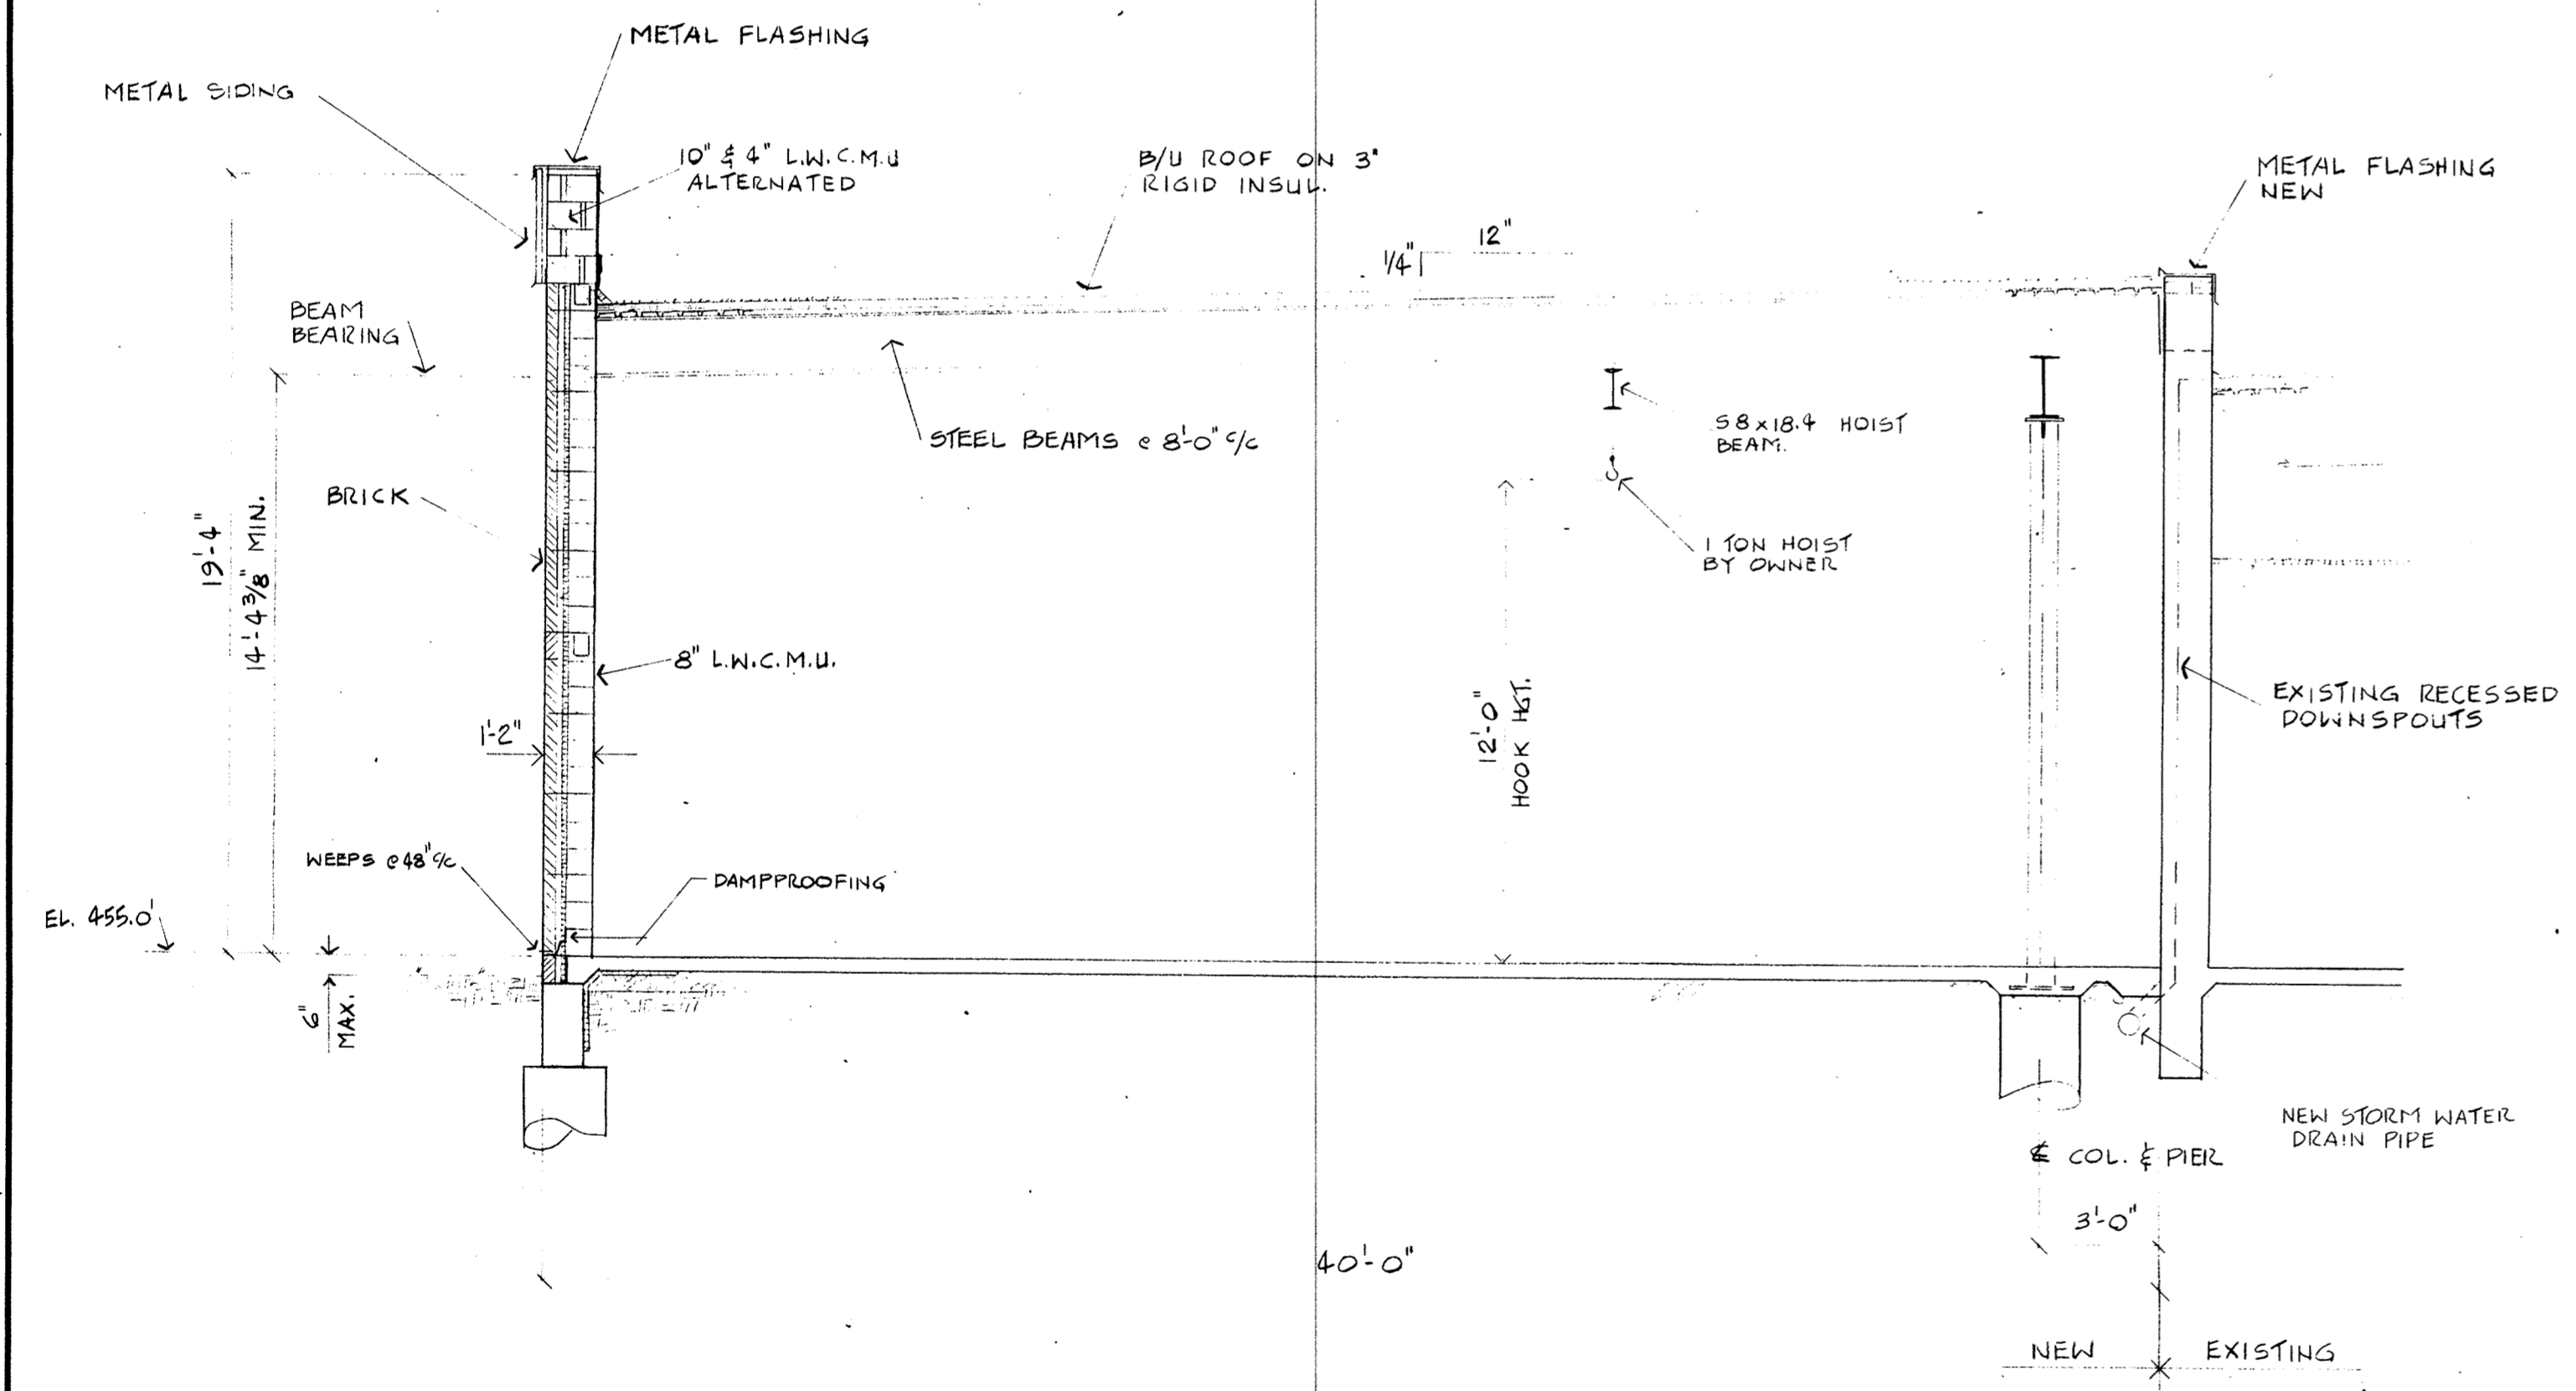 METAL FLASHING
METAL SIDING
10" & 4" L.W.C.M.U
ALTERNATED
B/U ROOF ON 3"
RIGID INSUL.
METAL FLASHING
NEW
12"
1/4"
BEAM
BEARING
STEEL BEAMS @ 8'-0" c/c
S8x18.4 HOIST
BEAM.
BRICK
19'-4"
14'-4 3/8" MIN.
1 TON HOIST
BY OWNER
8" L.W.C.M.U.
12'-0"
HOOK HGT.
EXISTING RECESSED
DOWNSPOUTS
1'-2"
WEEPS @ 48" c/c
DAMPPROOFING
EL. 455.0'
6"
MAX.
NEW STORM WATER
DRAIN PIPE
℄ COL. & PIER
3'-0"
40'-0"
NEW EXISTING